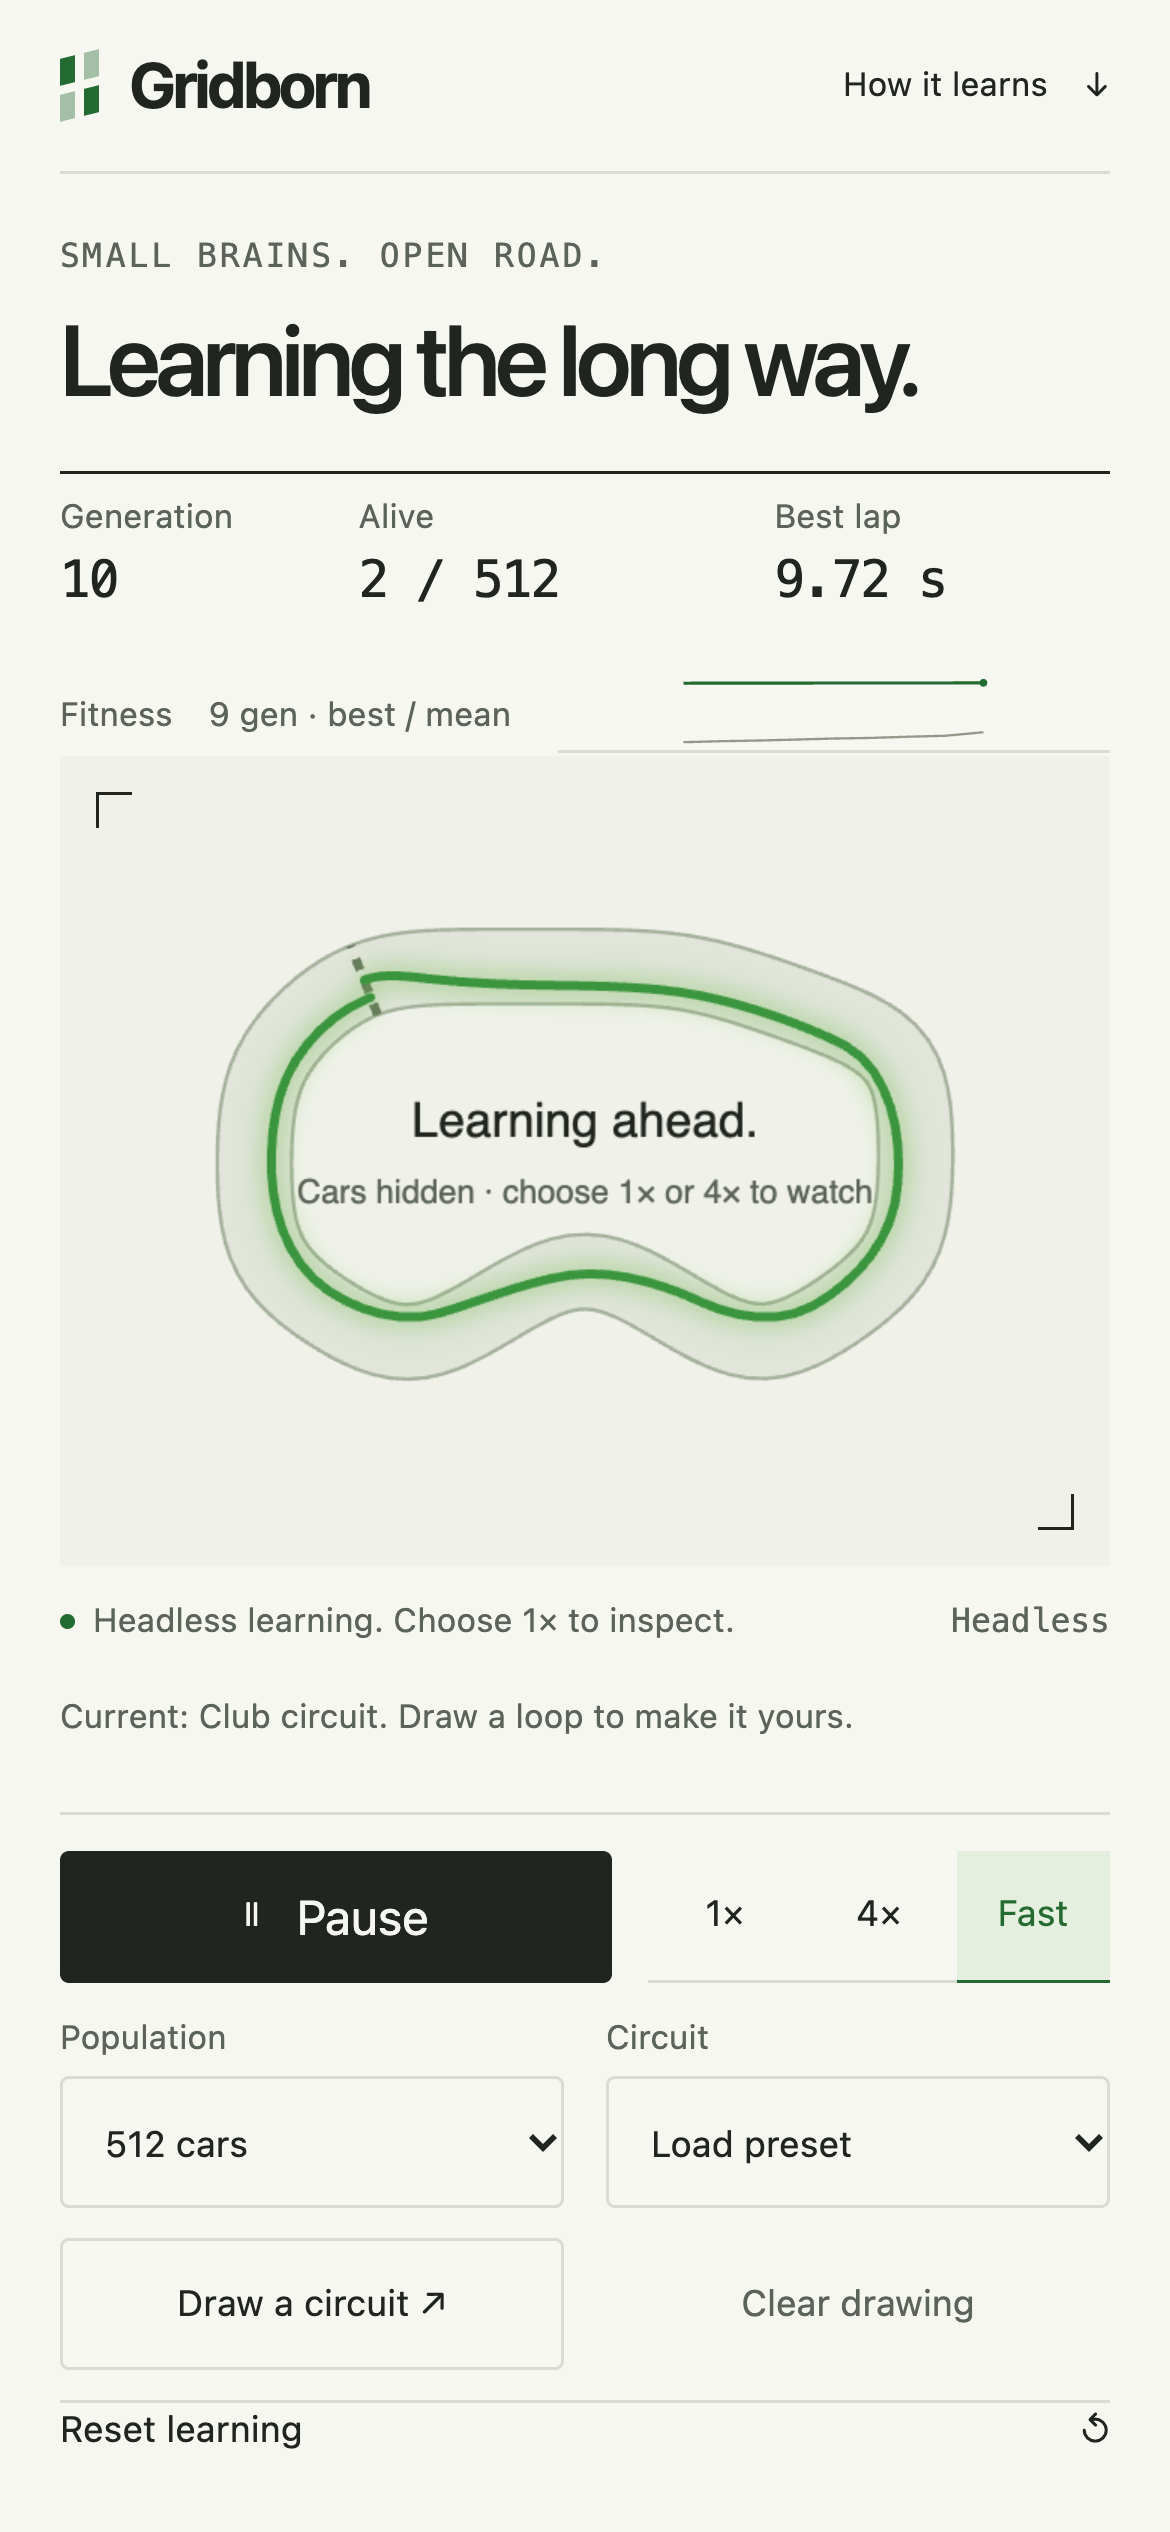 Gridborn
How it learns ↓
SMALL BRAINS. OPEN ROAD.
Learning the long way.
Generation Alive Best lap
10 2 / 512 9.72 s
Fitness 9 gen · best / mean
Learning ahead.
Cars hidden · choose 1× or 4× to watch
Headless learning. Choose 1× to inspect. Headless
Current: Club circuit. Draw a loop to make it yours.
Pause 1× 4× Fast
Population Circuit
512 cars Load preset
Draw a circuit ↗ Clear drawing
Reset learning